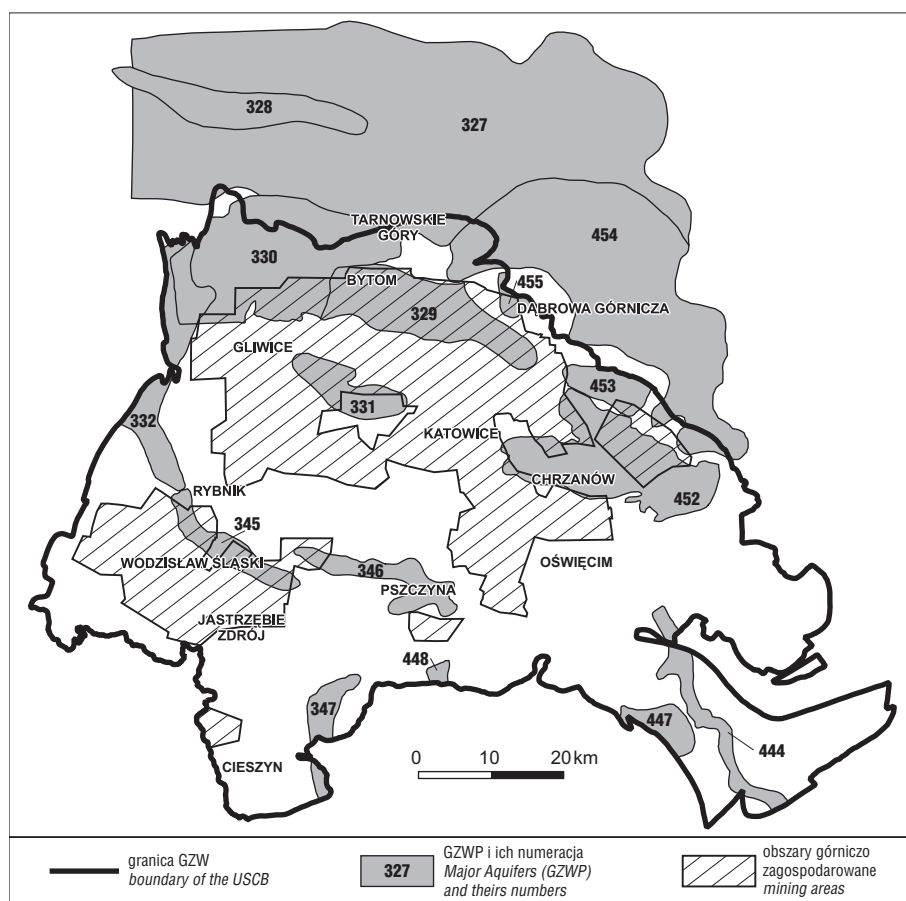 328
327
TARNOWSKIE
GÓRY
454
330
455
BYTOM
DĄBROWA GÓRNICZA
329
GLIWICE
453
331
332
KATOWICE
CHRZANÓW
RYBNIK
452
345
WODZISŁAW ŚLĄSKI
346
OŚWIĘCIM
PSZCZYNA
JASTRZĘBIE
ZDRÓJ
448
347
447
444
0 10 20 km
CIESZYN
granica GZW
boundary of the USCB
327
GZWP i ich numeracja
Major Aquifers (GZWP)
and theirs numbers
obszary górniczo
zagospodarowane
mining areas